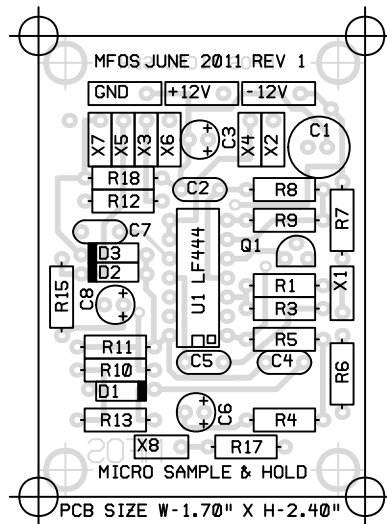 MFOS JUNE 2011 REV 1
GND +12V -12V
X7 X5 X3 X6 C3 X4 X2 C1
R18
R12 C2 R8
C7 R9 R7
D3 U1 LF444 Q1
D2
R15 C8 R1 X1
R3
R11 R5
R10 C5 C4 R6
D1
R13 C6 R4
X8 R17
MICRO SAMPLE & HOLD
PCB SIZE W-1.70" X H-2.40"